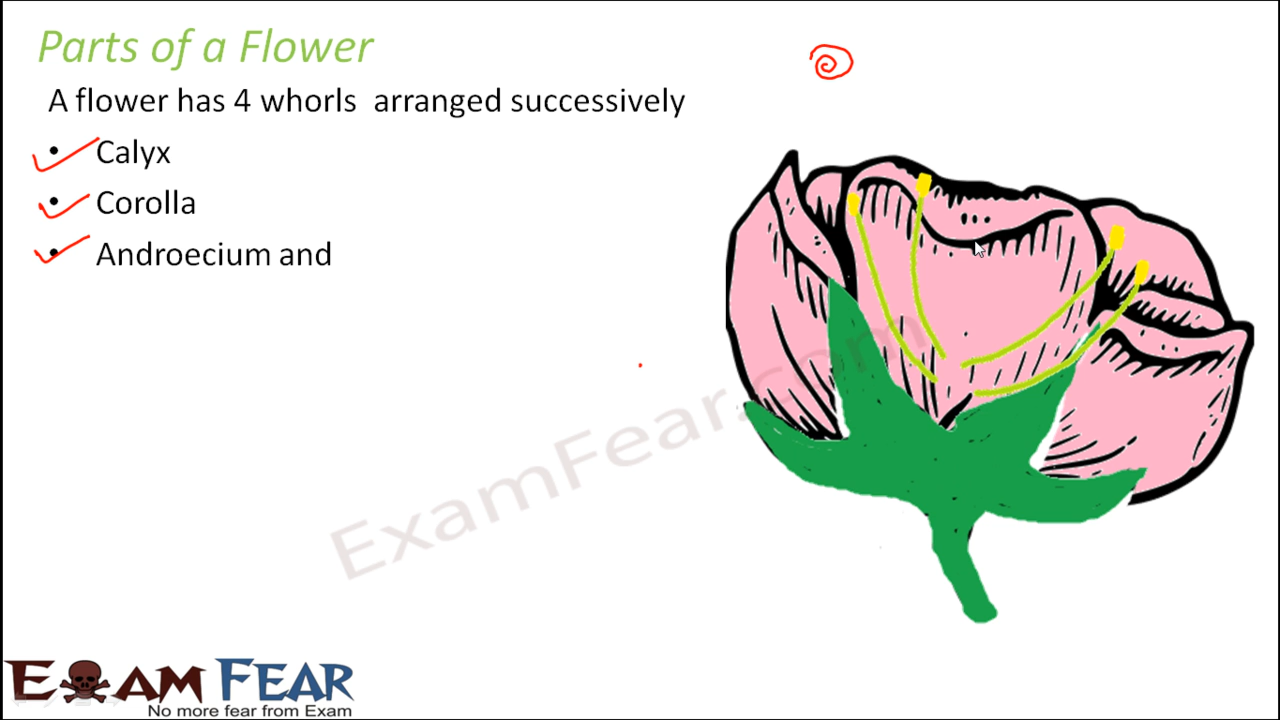 Parts of a Flower
A flower has 4 whorls arranged successively
• Calyx
• Corolla
• Androecium and
ExamFear.com
EXAM FEAR
No more fear from Exam